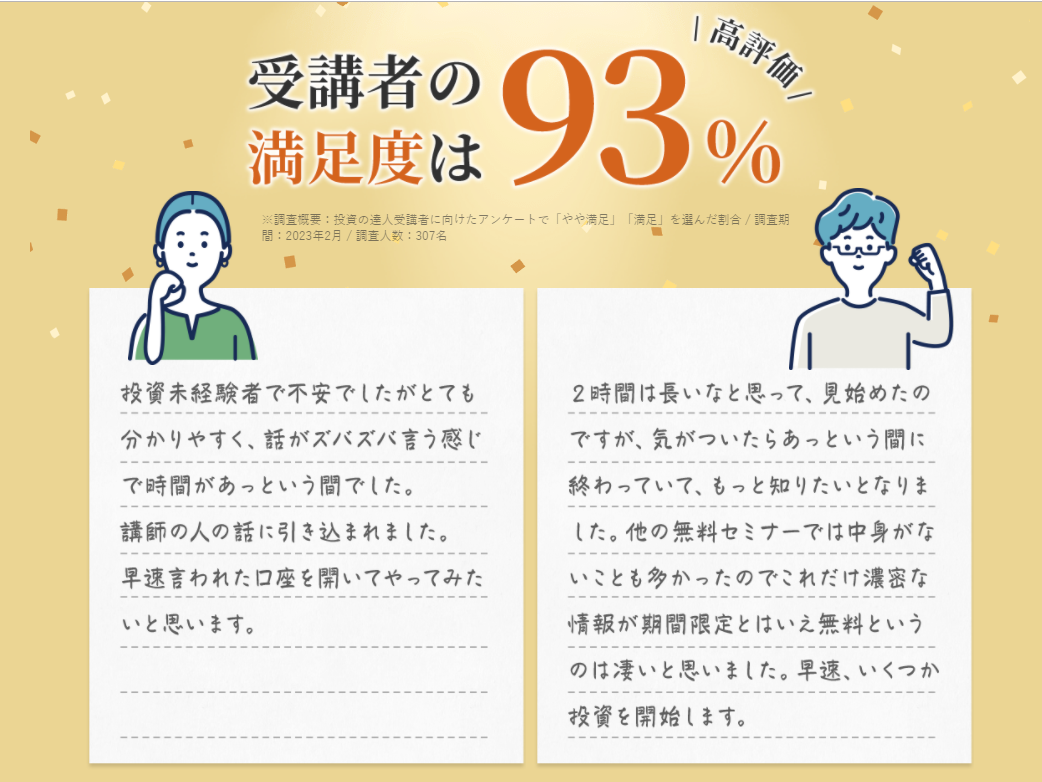 高評価
受講者の
満足度は 93%
※調査概要：投資の達人受講者に向けたアンケートで「やや満足」「満足」を選んだ割合 / 調査期
間：2023年2月 / 調査人数：307名
投資未経験者で不安でしたがとても
分かりやすく、話がズバズバ言う感じ
で時間があっという間でした。
講師の人の話に引き込まれました。
早速言われた口座を開いてやってみた
いと思います。
２時間は長いなと思って、見始めたの
ですが、気がついたらあっという間に
終わっていて、もっと知りたいとなりま
した。他の無料セミナーでは中身がな
いことも多かったのでこれだけ濃密な
情報が期間限定とはいえ無料という
のは凄いと思いました。早速、いくつか
投資を開始します。